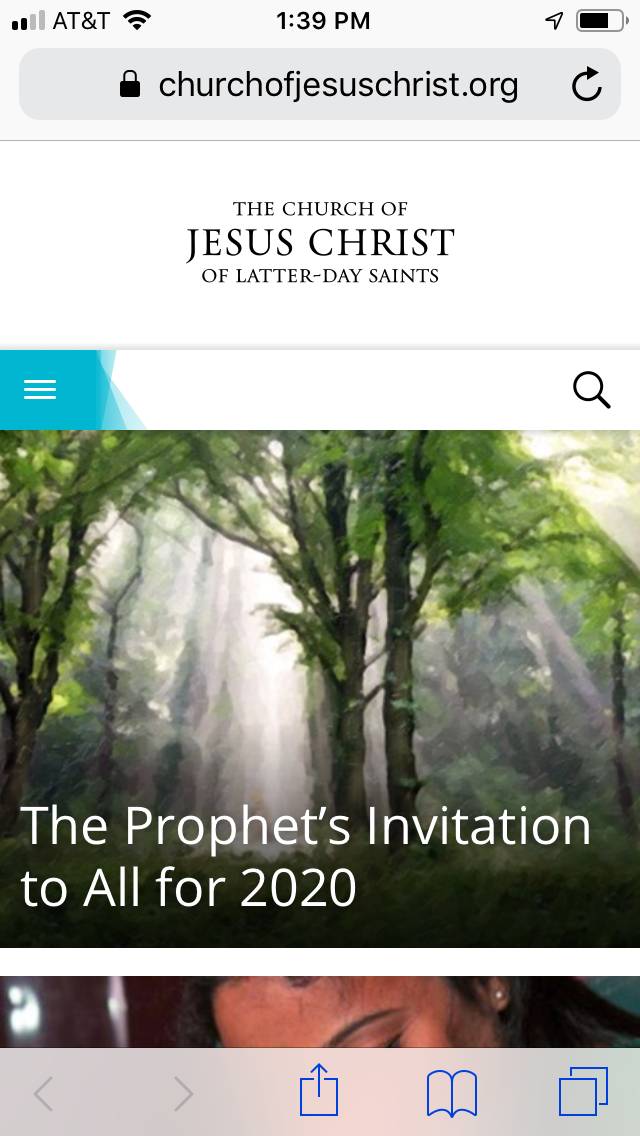 AT&T 1:39 PM
churchofjesuschrist.org
THE CHURCH OF
JESUS CHRIST
OF LATTER-DAY SAINTS
The Prophet’s Invitation
to All for 2020